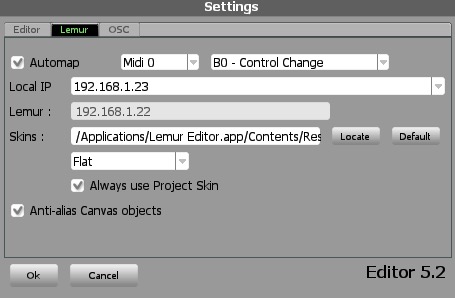 Settings
Editor Lemur OSC
Automap Midi 0 B0 - Control Change
Local IP 192.168.1.23
Lemur : 192.168.1.22
Skins : /Applications/Lemur Editor.app/Contents/Res Locate Default
Flat
Always use Project Skin
Anti-alias Canvas objects
Ok Cancel Editor 5.2